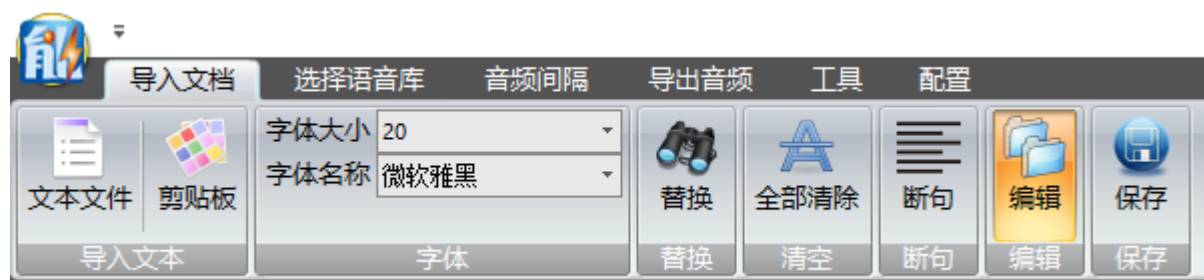 能
导入文档 选择语音库 音频间隔 导出音频 工具 配置
字体大小 20
字体名称 微软雅黑
文本文件 剪贴板 替换 全部清除 断句 编辑 保存
导入文本 字体 替换 清空 断句 编辑 保存